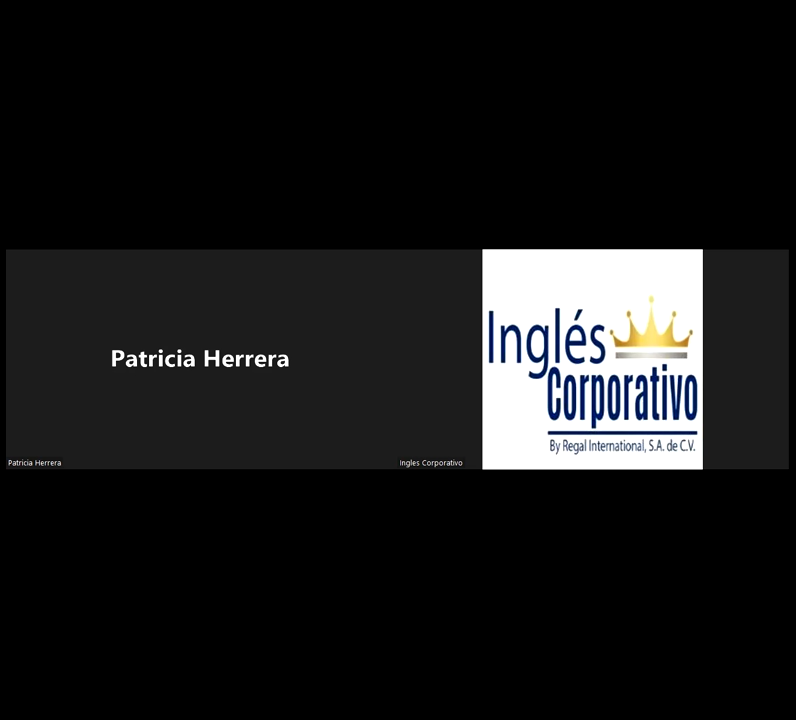 Patricia Herrera
Patricia Herrera
Inglés
Corporativo
By Regal International, S.A. de C.V.
Ingles Corporativo